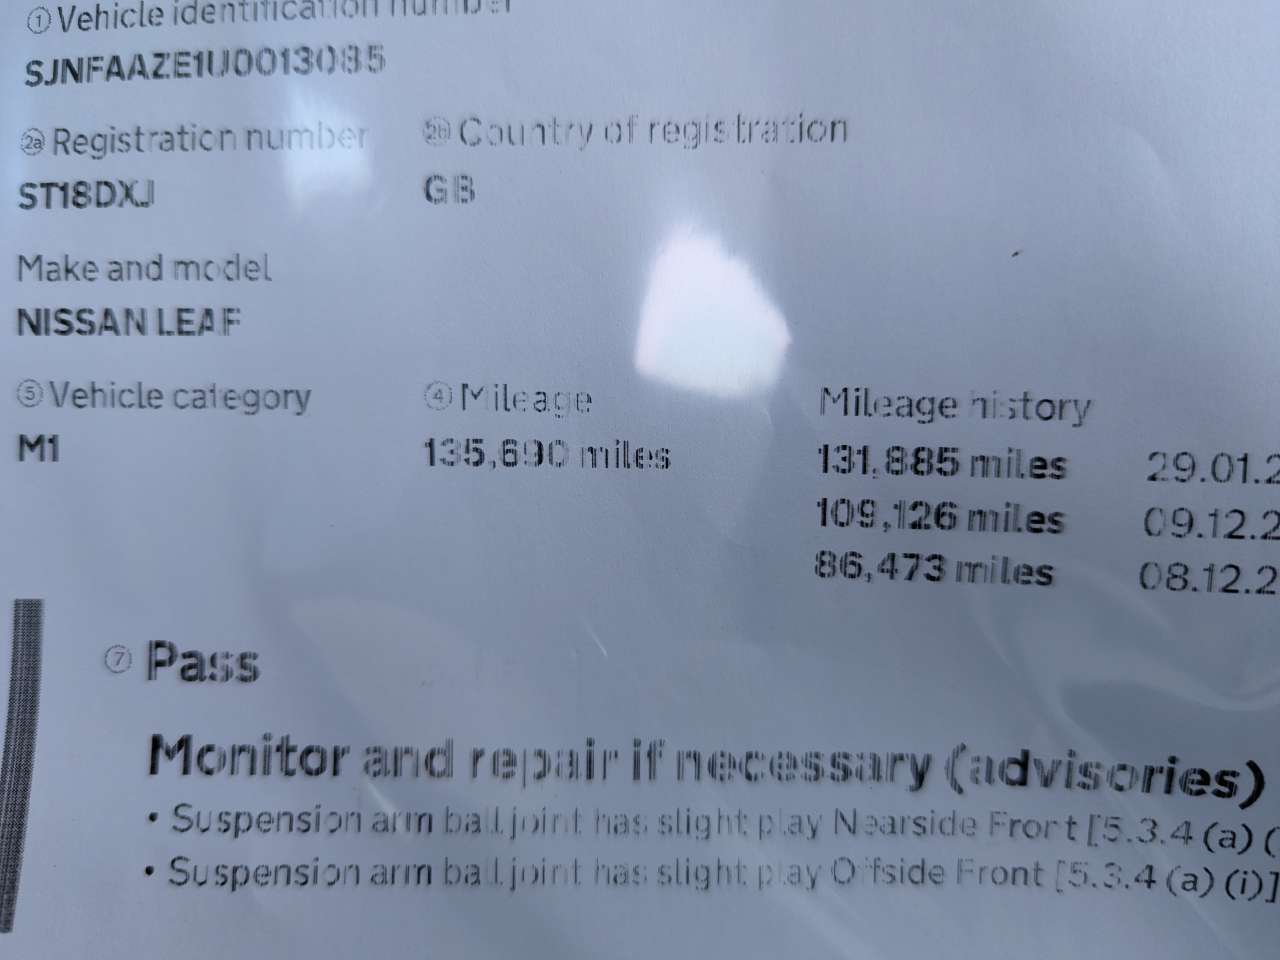 ① Vehicle identification number
SJNFAAZE1U0013085
2a Registration number
2b Country of registration
ST18DXJ
GB
Make and model
NISSAN LEAF
⑤ Vehicle category
④ Mileage
Mileage history
M1
135,690 miles
131,885 miles 29.01.2
109,126 miles 09.12.2
86,473 miles 08.12.2
⑦ Pass
Monitor and repair if necessary (advisories)
• Suspension arm ball joint has slight play Nearside Front [5.3.4 (a) (
• Suspension arm ball joint has slight play Offside Front [5.3.4 (a) (i)]